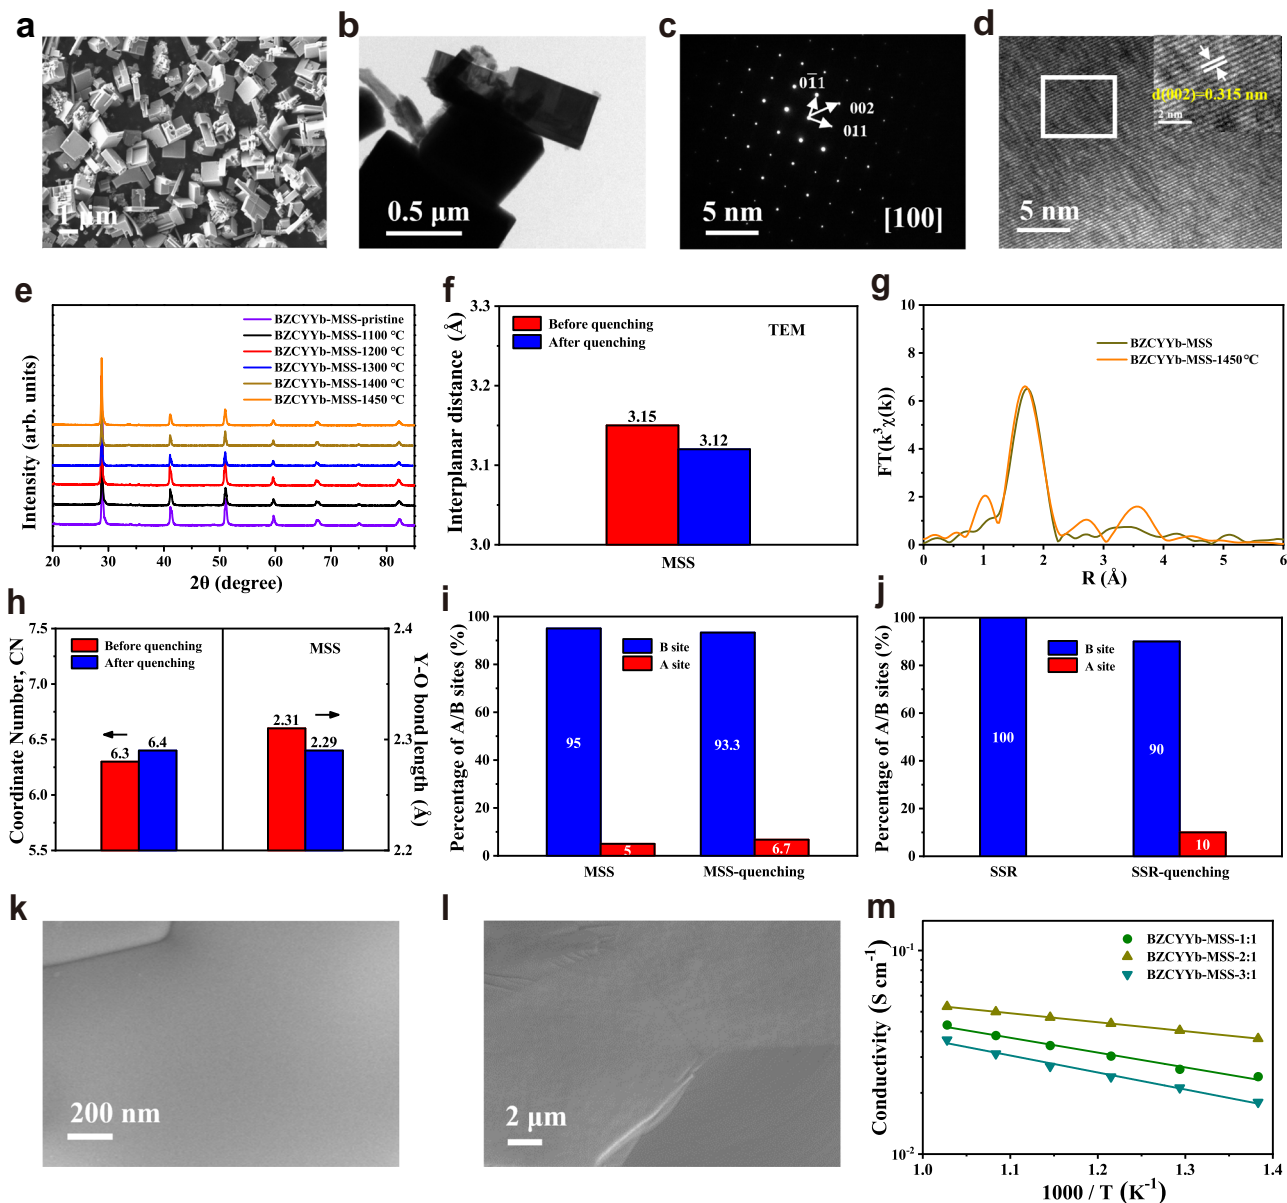 a
1 μm
b
0.5 μm
c
01̅1
002
011
5 nm
[100]
d
d(002)=0.315 nm
2 nm
5 nm
e
BZCYYb-MSS-pristine
BZCYYb-MSS-1100 °C
BZCYYb-MSS-1200 °C
BZCYYb-MSS-1300 °C
BZCYYb-MSS-1400 °C
BZCYYb-MSS-1450 °C
Intensity (arb. units)
20 30 40 50 60 70 80
2θ (degree)
f
Before quenching
After quenching
TEM
Interplanar distance (Å)
3.3
3.2
3.1
3.0
3.15
3.12
MSS
g
BZCYYb-MSS
BZCYYb-MSS-1450°C
FT(k³χ(k))
10
8
6
4
2
0
0 1 2 3 4 5 6
R (Å)
h
Before quenching
After quenching
MSS
Coordinate Number, CN
7.5
7.0
6.5
6.0
5.5
6.3
6.4
2.31
2.29
2.4
2.3
2.2
Y-O bond length (Å)
i
B site
A site
Percentage of A/B sites (%)
100
80
60
40
20
0
95
5
93.3
6.7
MSS
MSS-quenching
j
B site
A site
Percentage of A/B sites (%)
100
80
60
40
20
0
100
90
10
SSR
SSR-quenching
k
200 nm
l
2 μm
m
BZCYYb-MSS-1:1
BZCYYb-MSS-2:1
BZCYYb-MSS-3:1
Conductivity (S cm⁻¹)
10⁻¹
10⁻²
1.0 1.1 1.2 1.3 1.4
1000 / T (K⁻¹)